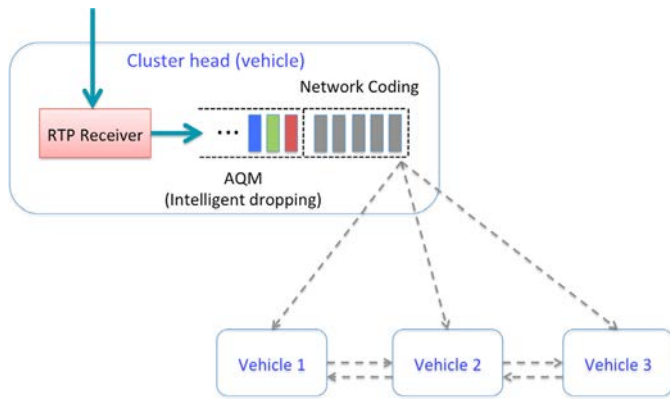 Cluster head (vehicle)
Network Coding
RTP Receiver
AQM
(Intelligent dropping)
Vehicle 1
Vehicle 2
Vehicle 3